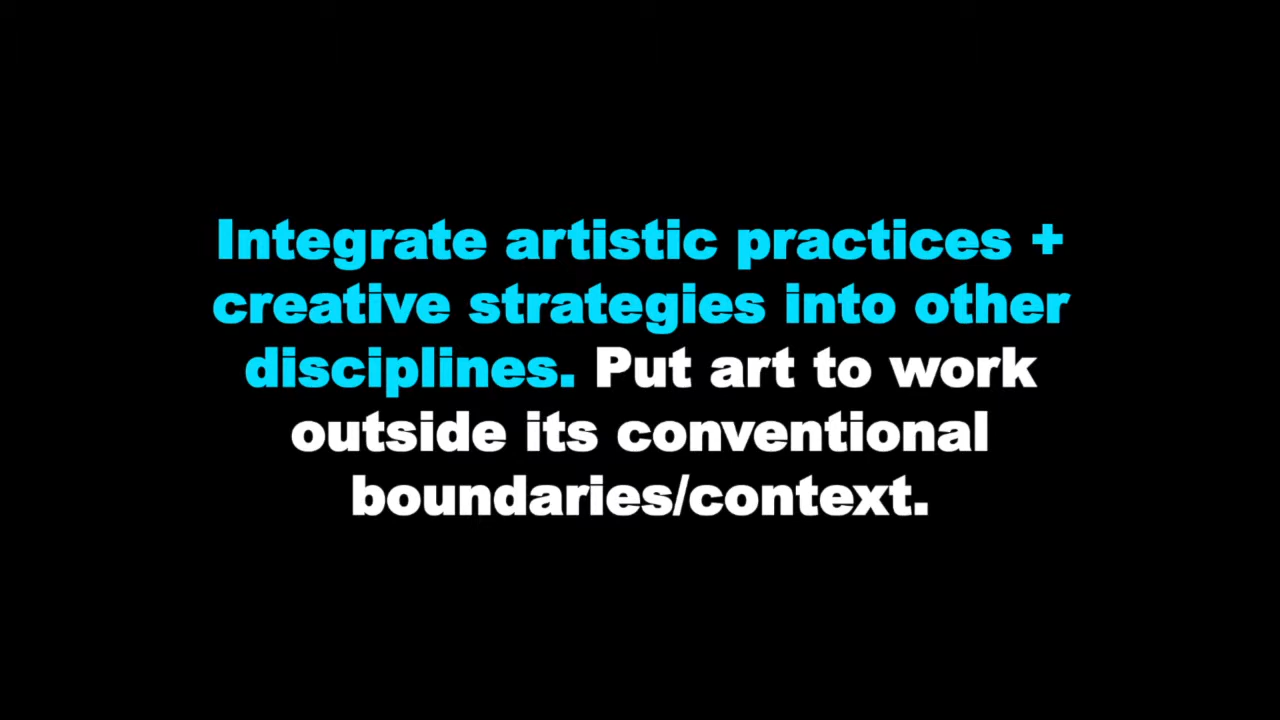 Integrate artistic practices +
creative strategies into other
disciplines. Put art to work
outside its conventional
boundaries/context.